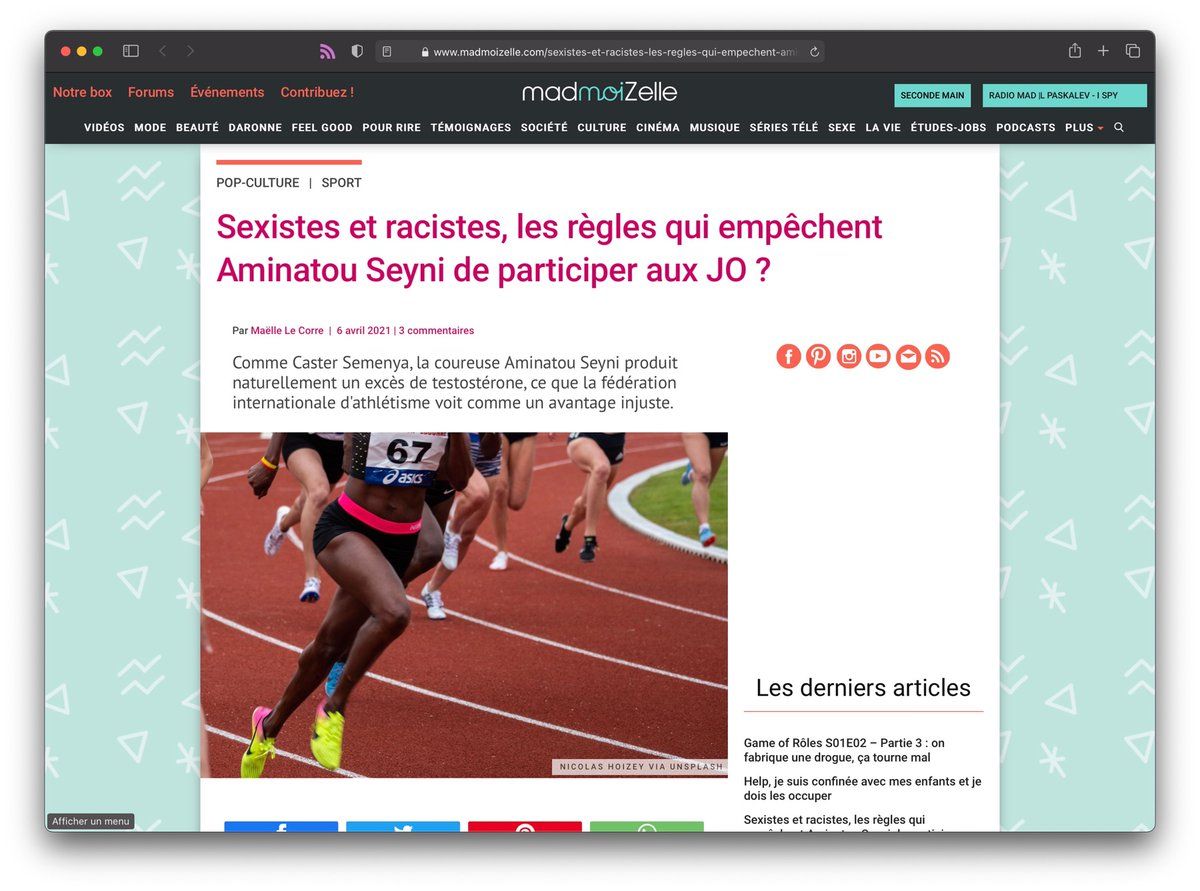 www.madmoizelle.com/sexistes-et-racistes-les-regles-qui-empechent-am
Notre box Forums Événements Contribuez !
madmoiZelle
SECONDE MAIN
RADIO MAD |L PASKALEV - I SPY
VIDÉOS MODE BEAUTÉ DARONNE FEEL GOOD POUR RIRE TÉMOIGNAGES SOCIÉTÉ CULTURE CINÉMA MUSIQUE SÉRIES TÉLÉ SEXE LA VIE ÉTUDES-JOBS PODCASTS PLUS
POP-CULTURE | SPORT
Sexistes et racistes, les règles qui empêchent
Aminatou Seyni de participer aux JO ?
Par Maëlle Le Corre | 6 avril 2021 | 3 commentaires
Comme Caster Semenya, la coureuse Aminatou Seyni produit
naturellement un excès de testostérone, ce que la fédération
internationale d'athlétisme voit comme un avantage injuste.
67
asics
NICOLAS HOIZEY VIA UNSPLASH
Les derniers articles
Game of Rôles S01E02 – Partie 3 : on
fabrique une drogue, ça tourne mal
Help, je suis confinée avec mes enfants et je
dois les occuper
Sexistes et racistes, les règles qui
Afficher un menu